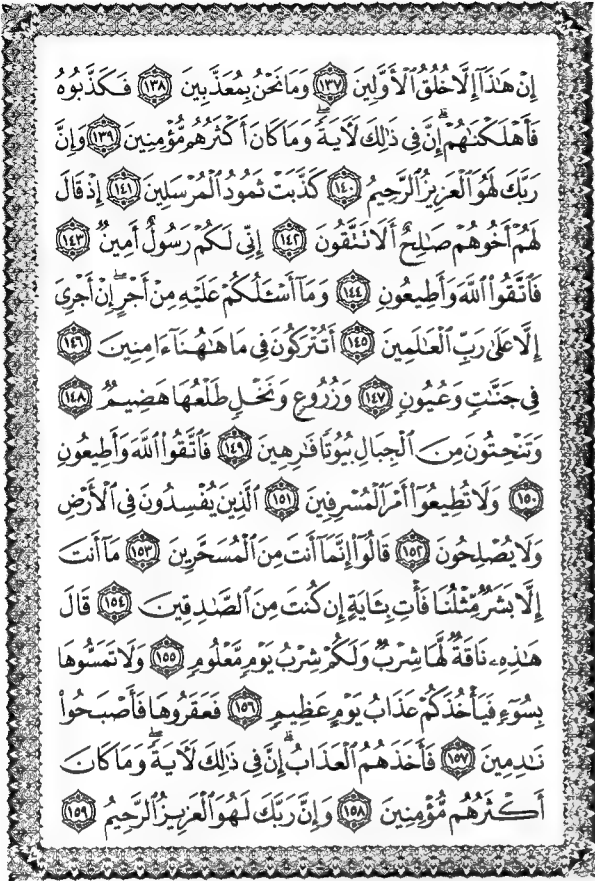 إِنْ هَٰذَآ إِلَّا خُلُقُ ٱلْأَوَّلِينَ ١٣٧ وَمَا نَحْنُ بِمُعَذَّبِينَ ١٣٨ فَكَذَّبُوهُ
فَأَهْلَكْنَٰهُمْ ۗ إِنَّ فِى ذَٰلِكَ لَءَايَةً ۖ وَمَا كَانَ أَكْثَرُهُم مُّؤْمِنِينَ ١٣٩ وَإِنَّ
رَبَّكَ لَهُوَ ٱلْعَزِيزُ ٱلرَّحِيمُ ١٤٠ كَذَّبَتْ ثَمُودُ ٱلْمُرْسَلِينَ ١٤١ إِذْ قَالَ
لَهُمْ أَخُوهُمْ صَٰلِحٌ أَلَا تَتَّقُونَ ١٤٢ إِنِّى لَكُمْ رَسُولٌ أَمِينٌ ١٤٣
فَٱتَّقُوا۟ ٱللَّهَ وَأَطِيعُونِ ١٤٤ وَمَآ أَسْـَٔلُكُمْ عَلَيْهِ مِنْ أَجْرٍ ۖ إِنْ أَجْرِىَ
إِلَّا عَلَىٰ رَبِّ ٱلْعَٰلَمِينَ ١٤٥ أَتُتْرَكُونَ فِى مَا هَٰهُنَآ ءَامِنِينَ ١٤٦
فِى جَنَّٰتٍ وَعُيُونٍ ١٤٧ وَزُرُوعٍ وَنَخْلٍ طَلْعُهَا هَضِيمٌ ١٤٨
وَتَنْحِتُونَ مِنَ ٱلْجِبَالِ بُيُوتًا فَٰرِهِينَ ١٤٩ فَٱتَّقُوا۟ ٱللَّهَ وَأَطِيعُونِ
١٥٠ وَلَا تُطِيعُوٓا۟ أَمْرَ ٱلْمُسْرِفِينَ ١٥١ ٱلَّذِينَ يُفْسِدُونَ فِى ٱلْأَرْضِ
وَلَا يُصْلِحُونَ ١٥٢ قَالُوٓا۟ إِنَّمَآ أَنتَ مِنَ ٱلْمُسَحَّرِينَ ١٥٣ مَآ أَنتَ
إِلَّا بَشَرٌ مِّثْلُنَا فَأْتِ بِـَٔايَةٍ إِن كُنتَ مِنَ ٱلصَّٰدِقِينَ ١٥٤ قَالَ
هَٰذِهِۦ نَاقَةٌ لَّهَا شِرْبٌ وَلَكُمْ شِرْبُ يَوْمٍ مَّعْلُومٍ ١٥٥ وَلَا تَمَسُّوهَا
بِسُوٓءٍ فَيَأْخُذَكُمْ عَذَابُ يَوْمٍ عَظِيمٍ ١٥٦ فَعَقَرُوهَا فَأَصْبَحُوا۟
نَٰدِمِينَ ١٥٧ فَأَخَذَهُمُ ٱلْعَذَابُ ۗ إِنَّ فِى ذَٰلِكَ لَءَايَةً ۖ وَمَا كَانَ
أَكْثَرُهُم مُّؤْمِنِينَ ١٥٨ وَإِنَّ رَبَّكَ لَهُوَ ٱلْعَزِيزُ ٱلرَّحِيمُ ١٥٩